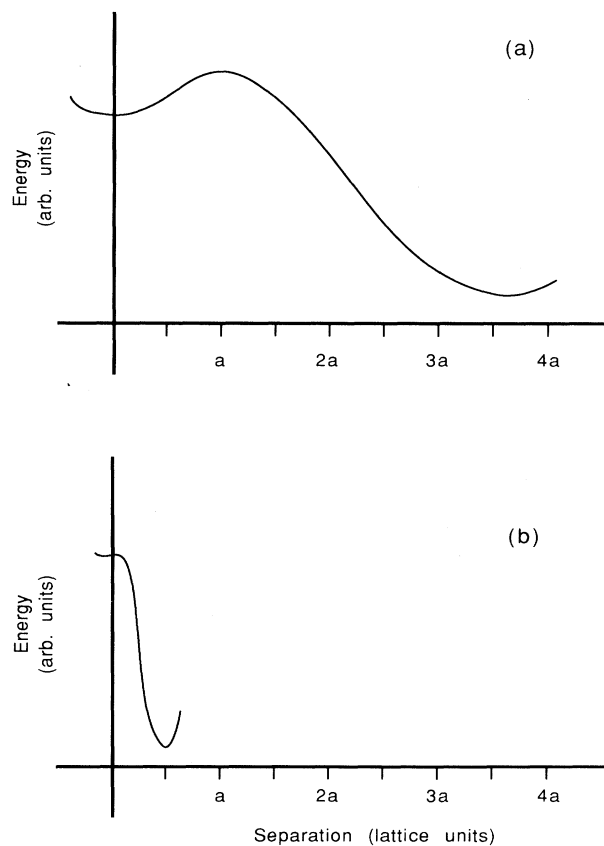 (a)
Energy
(arb. units)
a 2a 3a 4a
(b)
Energy
(arb. units)
a 2a 3a 4a
Separation (lattice units)